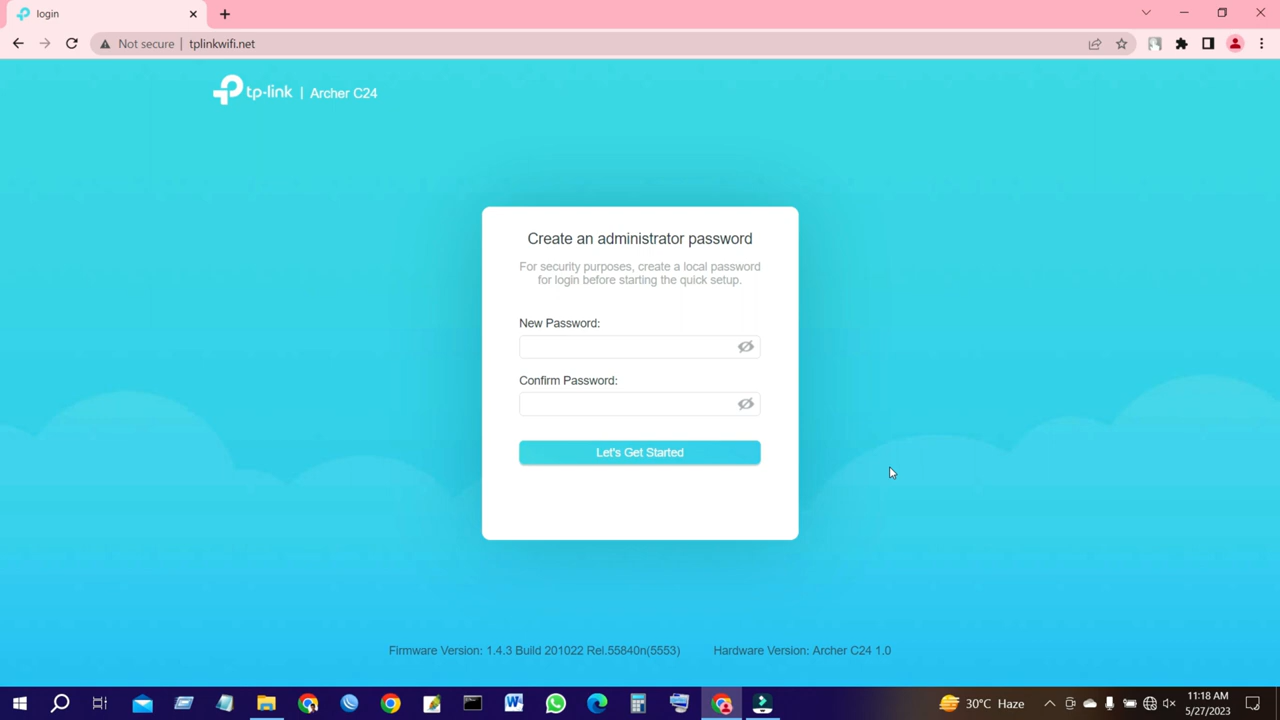 login
Not secure
tplinkwifi.net
tp-link | Archer C24
Create an administrator password
For security purposes, create a local password
for login before starting the quick setup.
New Password:
Confirm Password:
Let's Get Started
Firmware Version: 1.4.3 Build 201022 Rel.55840n(5553)
Hardware Version: Archer C24 1.0
30°C Haze
11:18 AM
5/27/2023